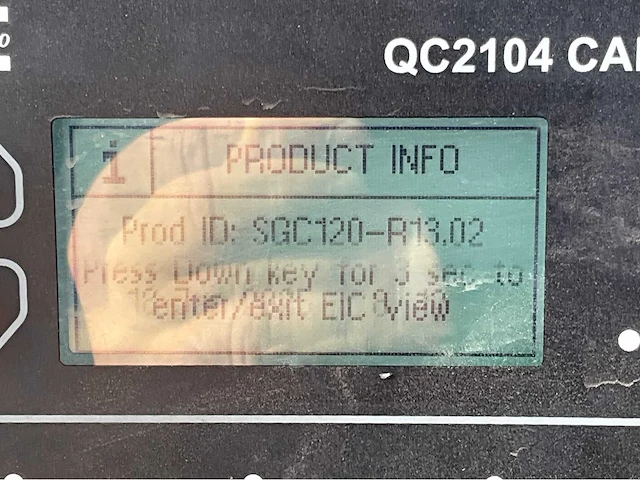 QC2104 CAN
PRODUCT INFO
Prod ID: SGC120-R13.02
Press Down key for 3 sec to
enter/exit EIC view